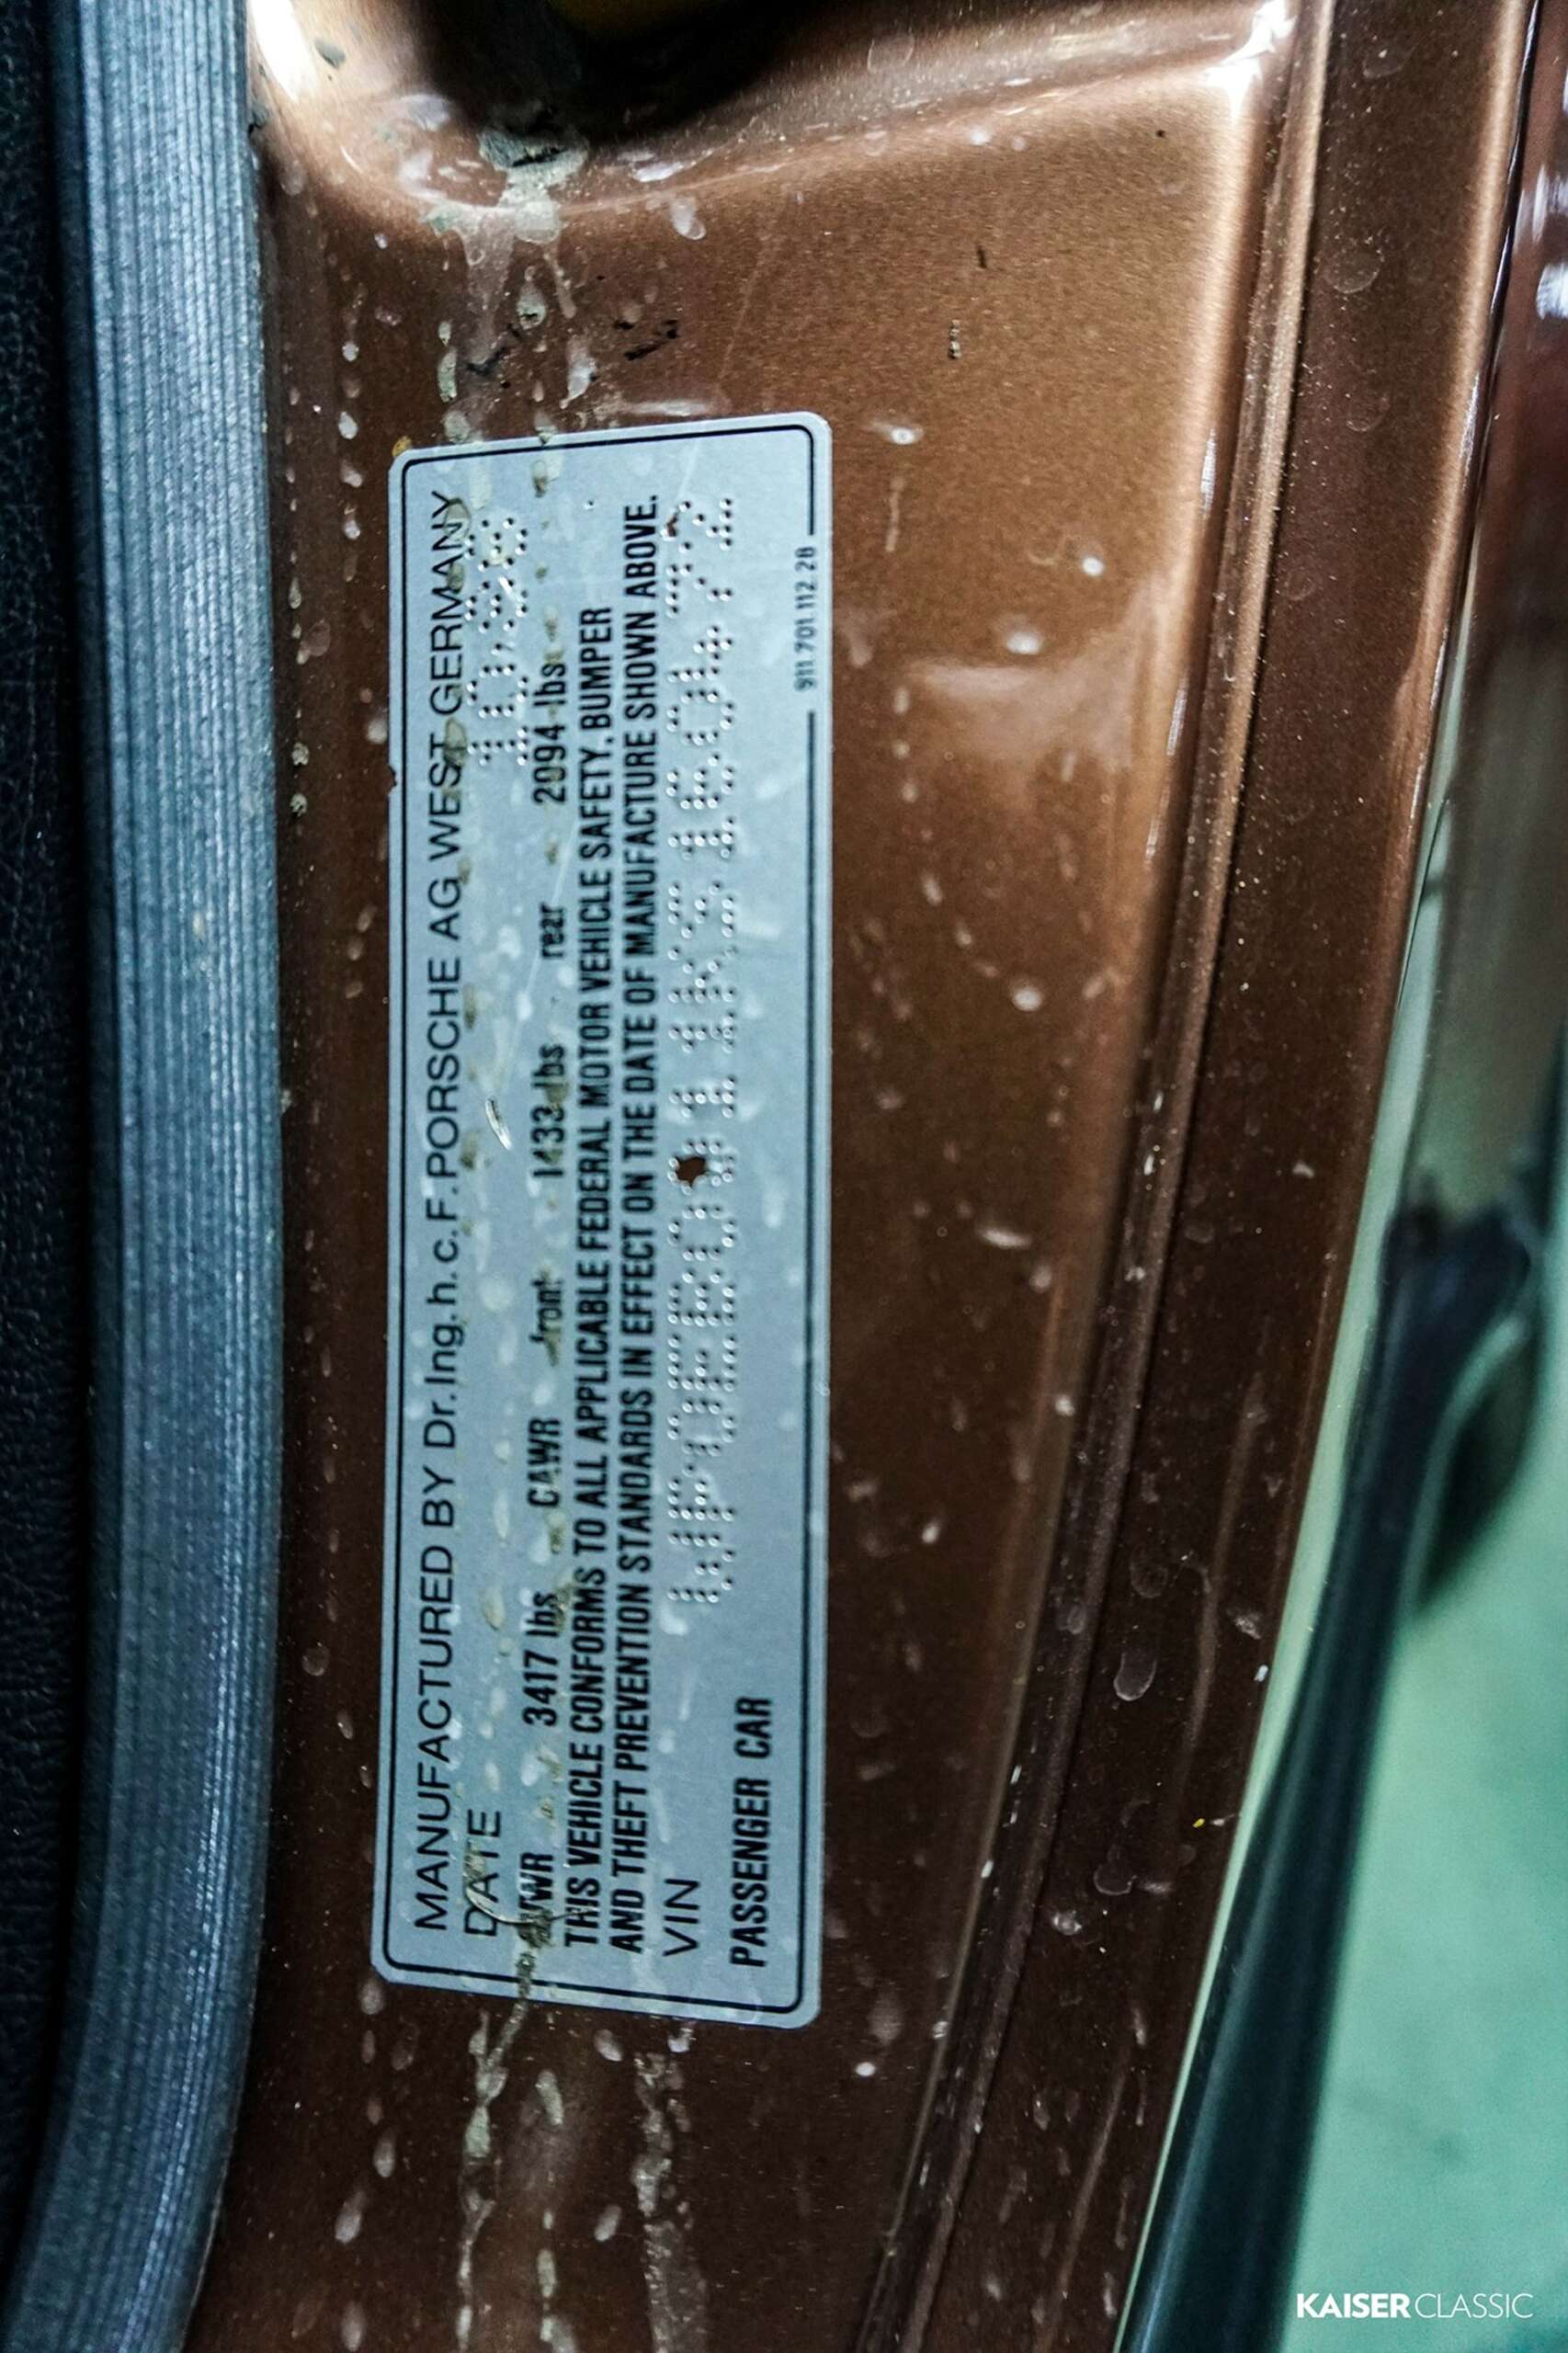 MANUFACTURED BY Dr.Ing.h.c.F.PORSCHE AG WEST GERMANY
DATE 10/88
3417 lbs GAWR front 1433 lbs rear 2094 lbs
THIS VEHICLE CONFORMS TO ALL APPLICABLE FEDERAL MOTOR VEHICLE SAFETY, BUMPER
AND THEFT PREVENTION STANDARDS IN EFFECT ON THE DATE OF MANUFACTURE SHOWN ABOVE.
VIN WP0EB0911KS160472
PASSENGER CAR
911.701.112.28
KAISER CLASSIC